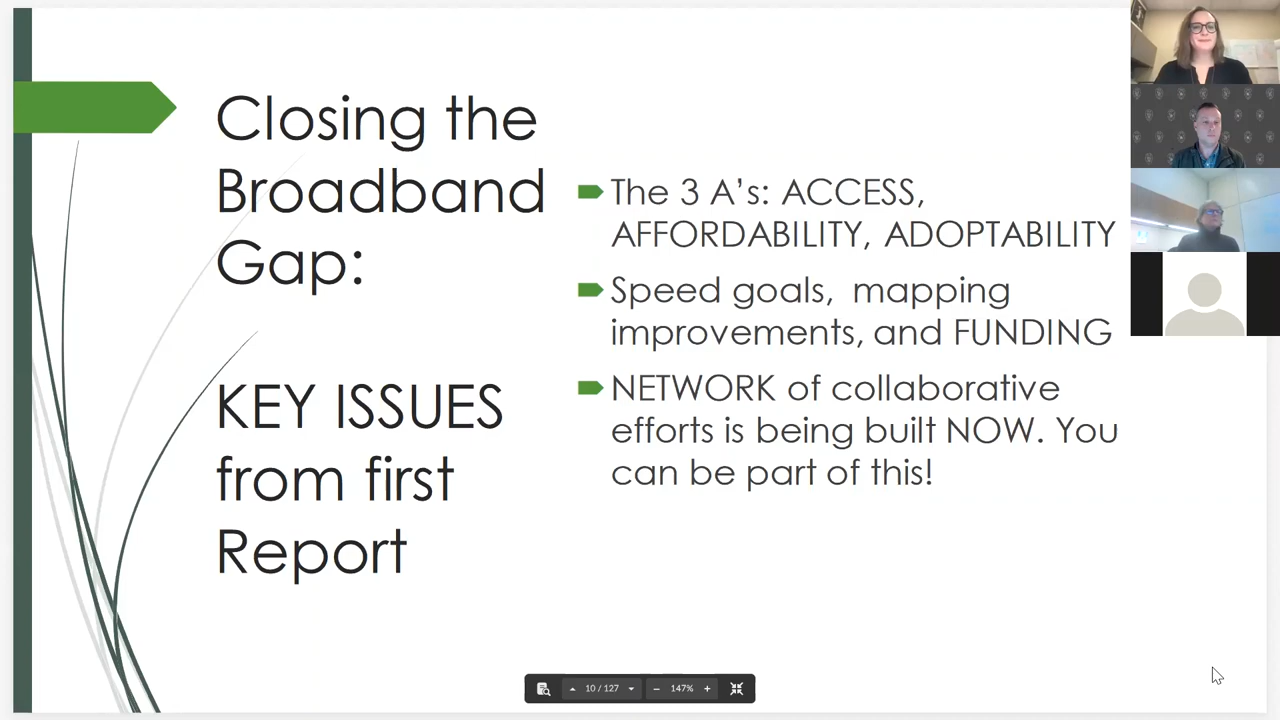 Closing the
Broadband
Gap:
KEY ISSUES
from first
Report
The 3 A's: ACCESS,
AFFORDABILITY, ADOPTABILITY
Speed goals,  mapping
improvements, and FUNDING
NETWORK of collaborative
efforts is being built NOW. You
can be part of this!
10 / 127
147%